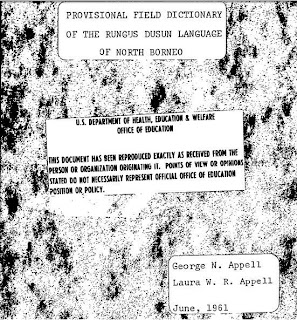 PROVISIONAL FIELD DICTIONARY
OF THE RUNGUS DUSUN LANGUAGE
OF NORTH BORNEO
U.S. DEPARTMENT OF HEALTH, EDUCATION & WELFARE
OFFICE OF EDUCATION
THIS DOCUMENT HAS BEEN REPRODUCED EXACTLY AS RECEIVED FROM THE
PERSON OR ORGANIZATION ORIGINATING IT. POINTS OF VIEW OR OPINIONS
STATED DO NOT NECESSARILY REPRESENT OFFICIAL OFFICE OF EDUCATION
POSITION OR POLICY.
George N. Appell
Laura W. R. Appell
June, 1961